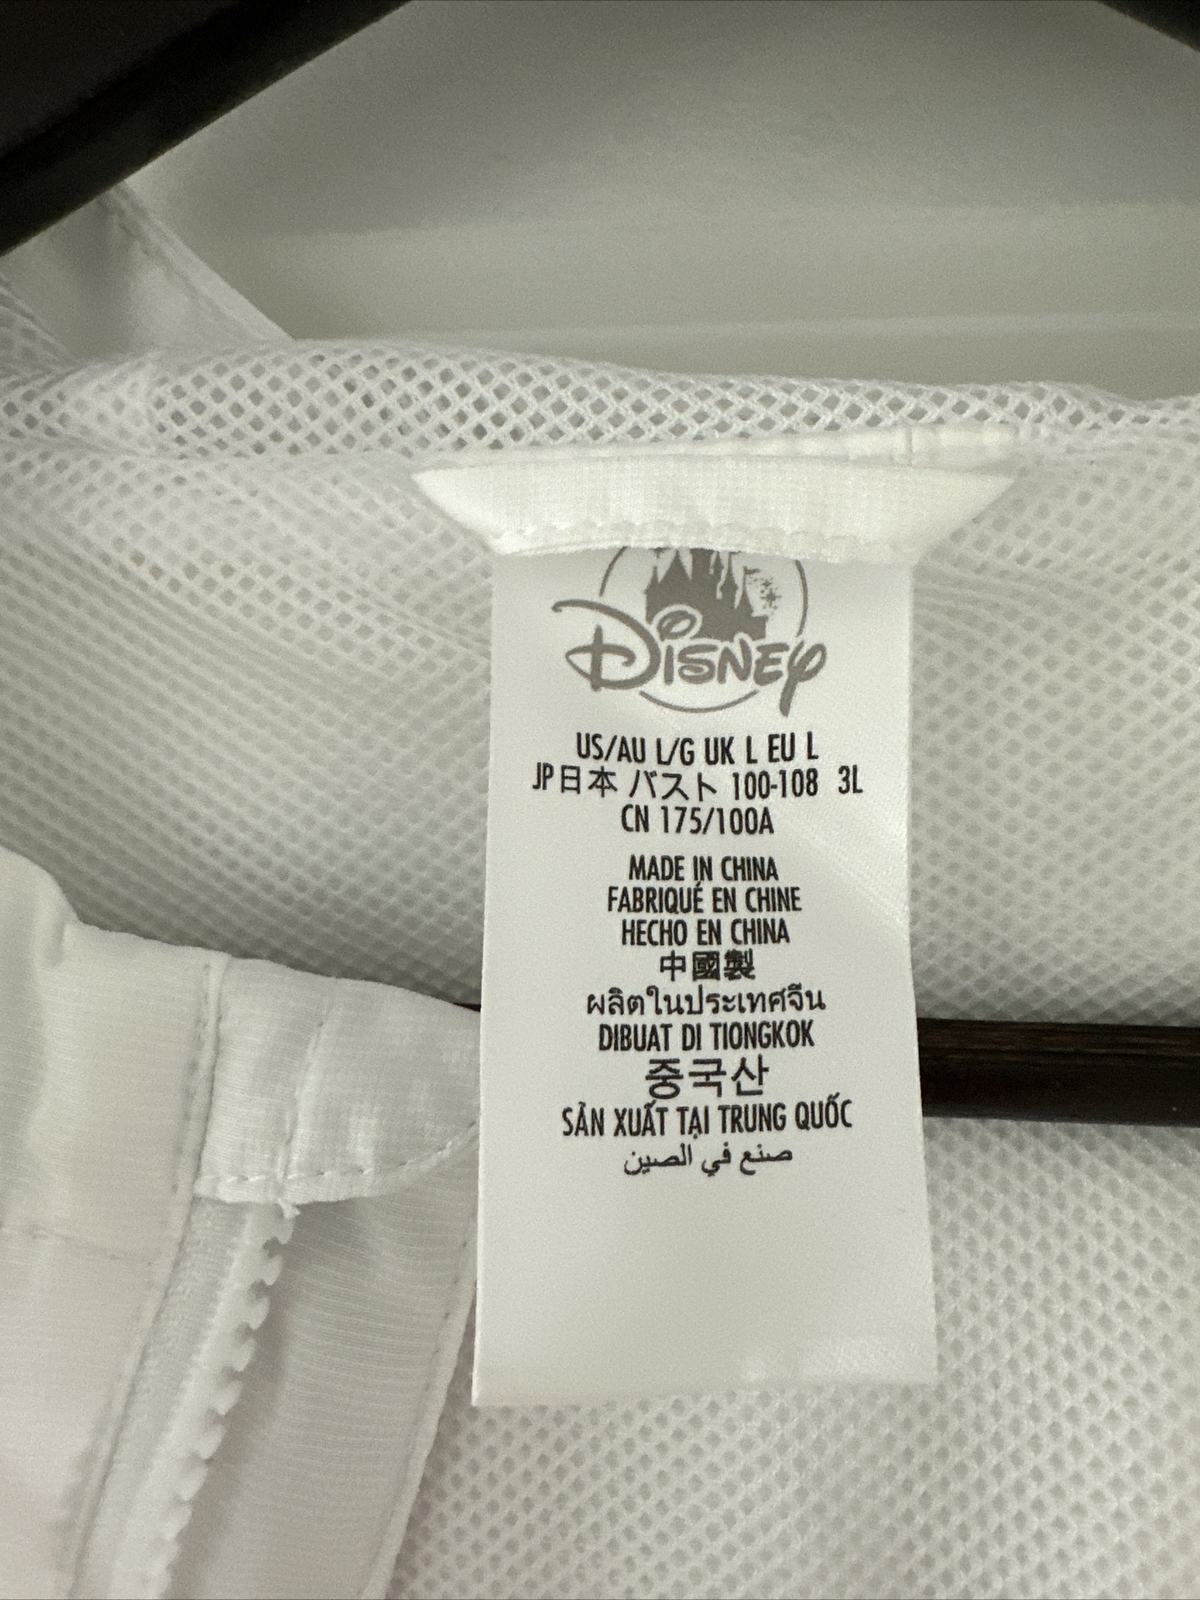 Disney
US/AU L/G UK L EU L
JP日本 バスト 100-108 3L
CN 175/100A
MADE IN CHINA
FABRIQUÉ EN CHINE
HECHO EN CHINA
中國製
ผลิตในประเทศจีน
DIBUAT DI TIONGKOK
중국산
SẢN XUẤT TẠI TRUNG QUỐC
صنع في الصين